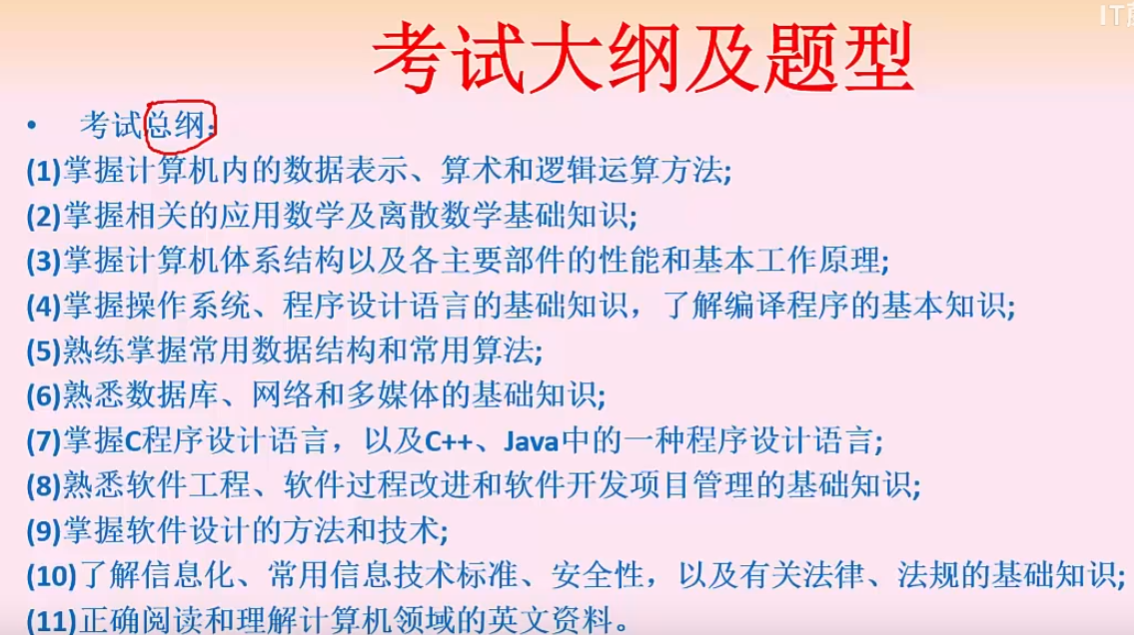 IT
考试大纲及题型
• 考试总纲:
(1)掌握计算机内的数据表示、算术和逻辑运算方法;
(2)掌握相关的应用数学及离散数学基础知识;
(3)掌握计算机体系结构以及各主要部件的性能和基本工作原理;
(4)掌握操作系统、程序设计语言的基础知识，了解编译程序的基本知识;
(5)熟练掌握常用数据结构和常用算法;
(6)熟悉数据库、网络和多媒体的基础知识;
(7)掌握C程序设计语言，以及C++、Java中的一种程序设计语言;
(8)熟悉软件工程、软件过程改进和软件开发项目管理的基础知识;
(9)掌握软件设计的方法和技术;
(10)了解信息化、常用信息技术标准、安全性，以及有关法律、法规的基础知识;
(11)正确阅读和理解计算机领域的英文资料。